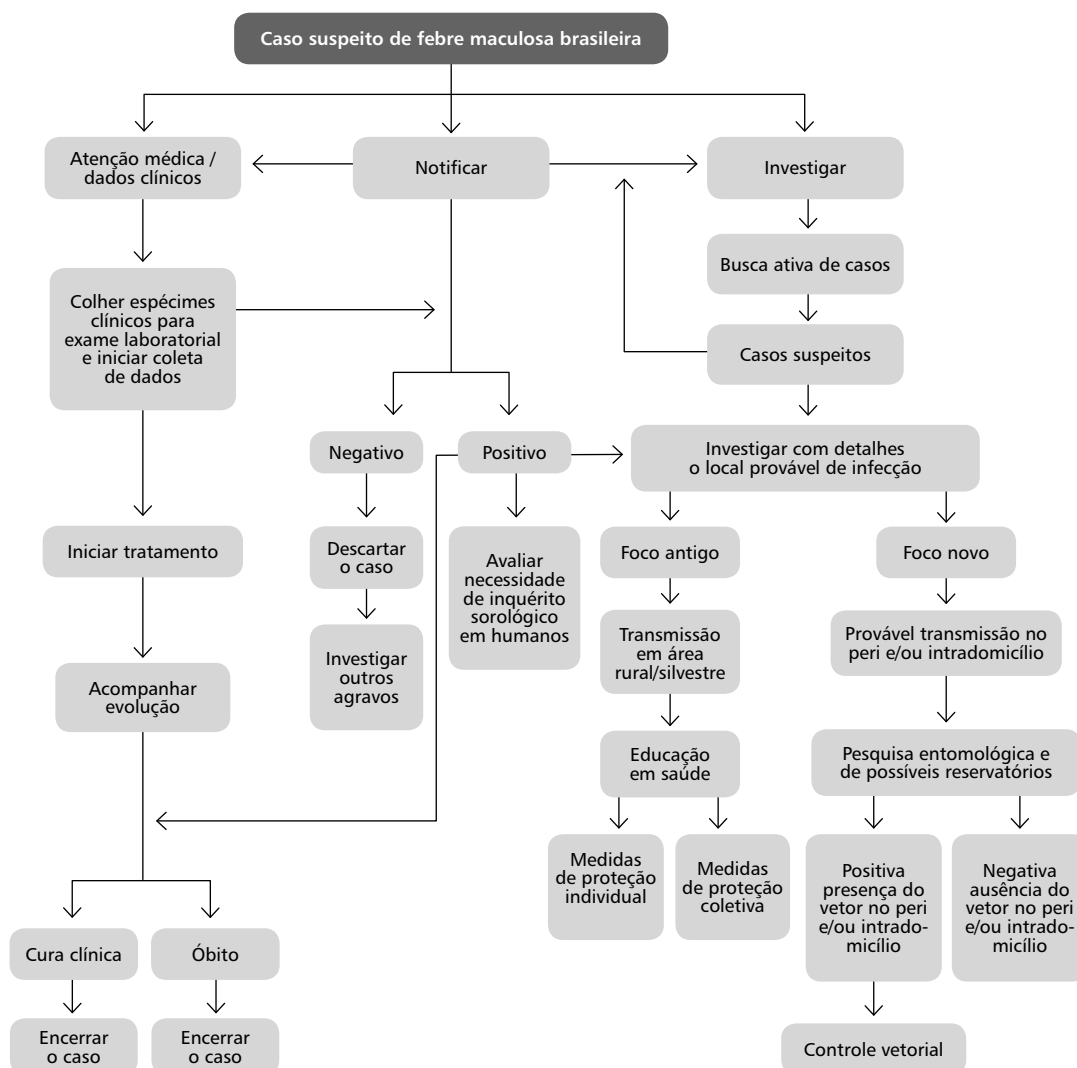 Caso suspeito de febre maculosa brasileira
Atenção médica /
dados clínicos
Notificar
Investigar
Busca ativa de casos
Colher espécimes
clínicos para
exame laboratorial
e iniciar coleta
de dados
Casos suspeitos
Negativo
Positivo
Investigar com detalhes
o local provável de infecção
Iniciar tratamento
Descartar
o caso
Avaliar
necessidade
de inquérito
sorológico
em humanos
Foco antigo
Foco novo
Investigar
outros
agravos
Transmissão
em área
rural/silvestre
Provável transmissão no
peri e/ou intradomicílio
Acompanhar
evolução
Educação
em saúde
Pesquisa entomológica e
de possíveis reservatórios
Medidas
de proteção
individual
Medidas
de proteção
coletiva
Positiva
presença do
vetor no peri
e/ou intrado-
micílio
Negativa
ausência do
vetor no peri
e/ou intrado-
micílio
Cura clínica
Óbito
Encerrar
o caso
Encerrar
o caso
Controle vetorial